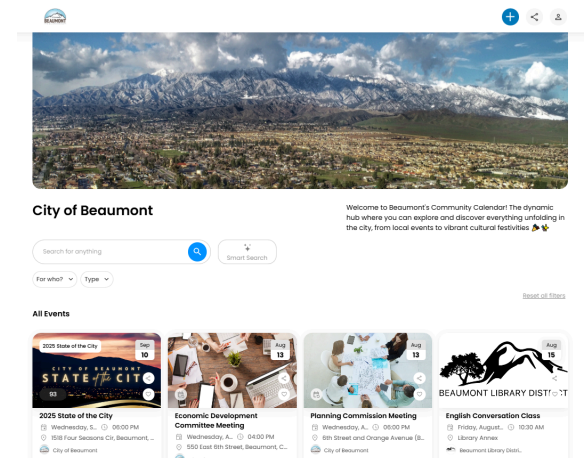 BEAUMONT
City of Beaumont
Welcome to Beaumont's Community Calendar! The dynamic
hub where you can explore and discover everything unfolding in
the city, from local events to vibrant cultural festivities
Search for anything
Smart Search
For who?
Type
Reset all filters
All Events
2025 State of the City
Sep
10
CITY OF BEAUMONT
STATE of the CIT
93
Aug
13
Aug
13
Aug
15
BEAUMONT LIBRARY DIST
2025 State of the City
Wednesday, S... 06:00 PM
1518 Four Seasons Cir, Beaumont, ...
City of Beaumont
Economic Development
Committee Meeting
Wednesday, A... 04:00 PM
550 East 6th Street, Beaumont, C...
Planning Commission Meeting
Wednesday, A... 06:00 PM
6th Street and Orange Avenue (B...
City of Beaumont
English Conversation Class
Friday, August... 10:30 AM
Library Annex
Beaumont Library Distri...